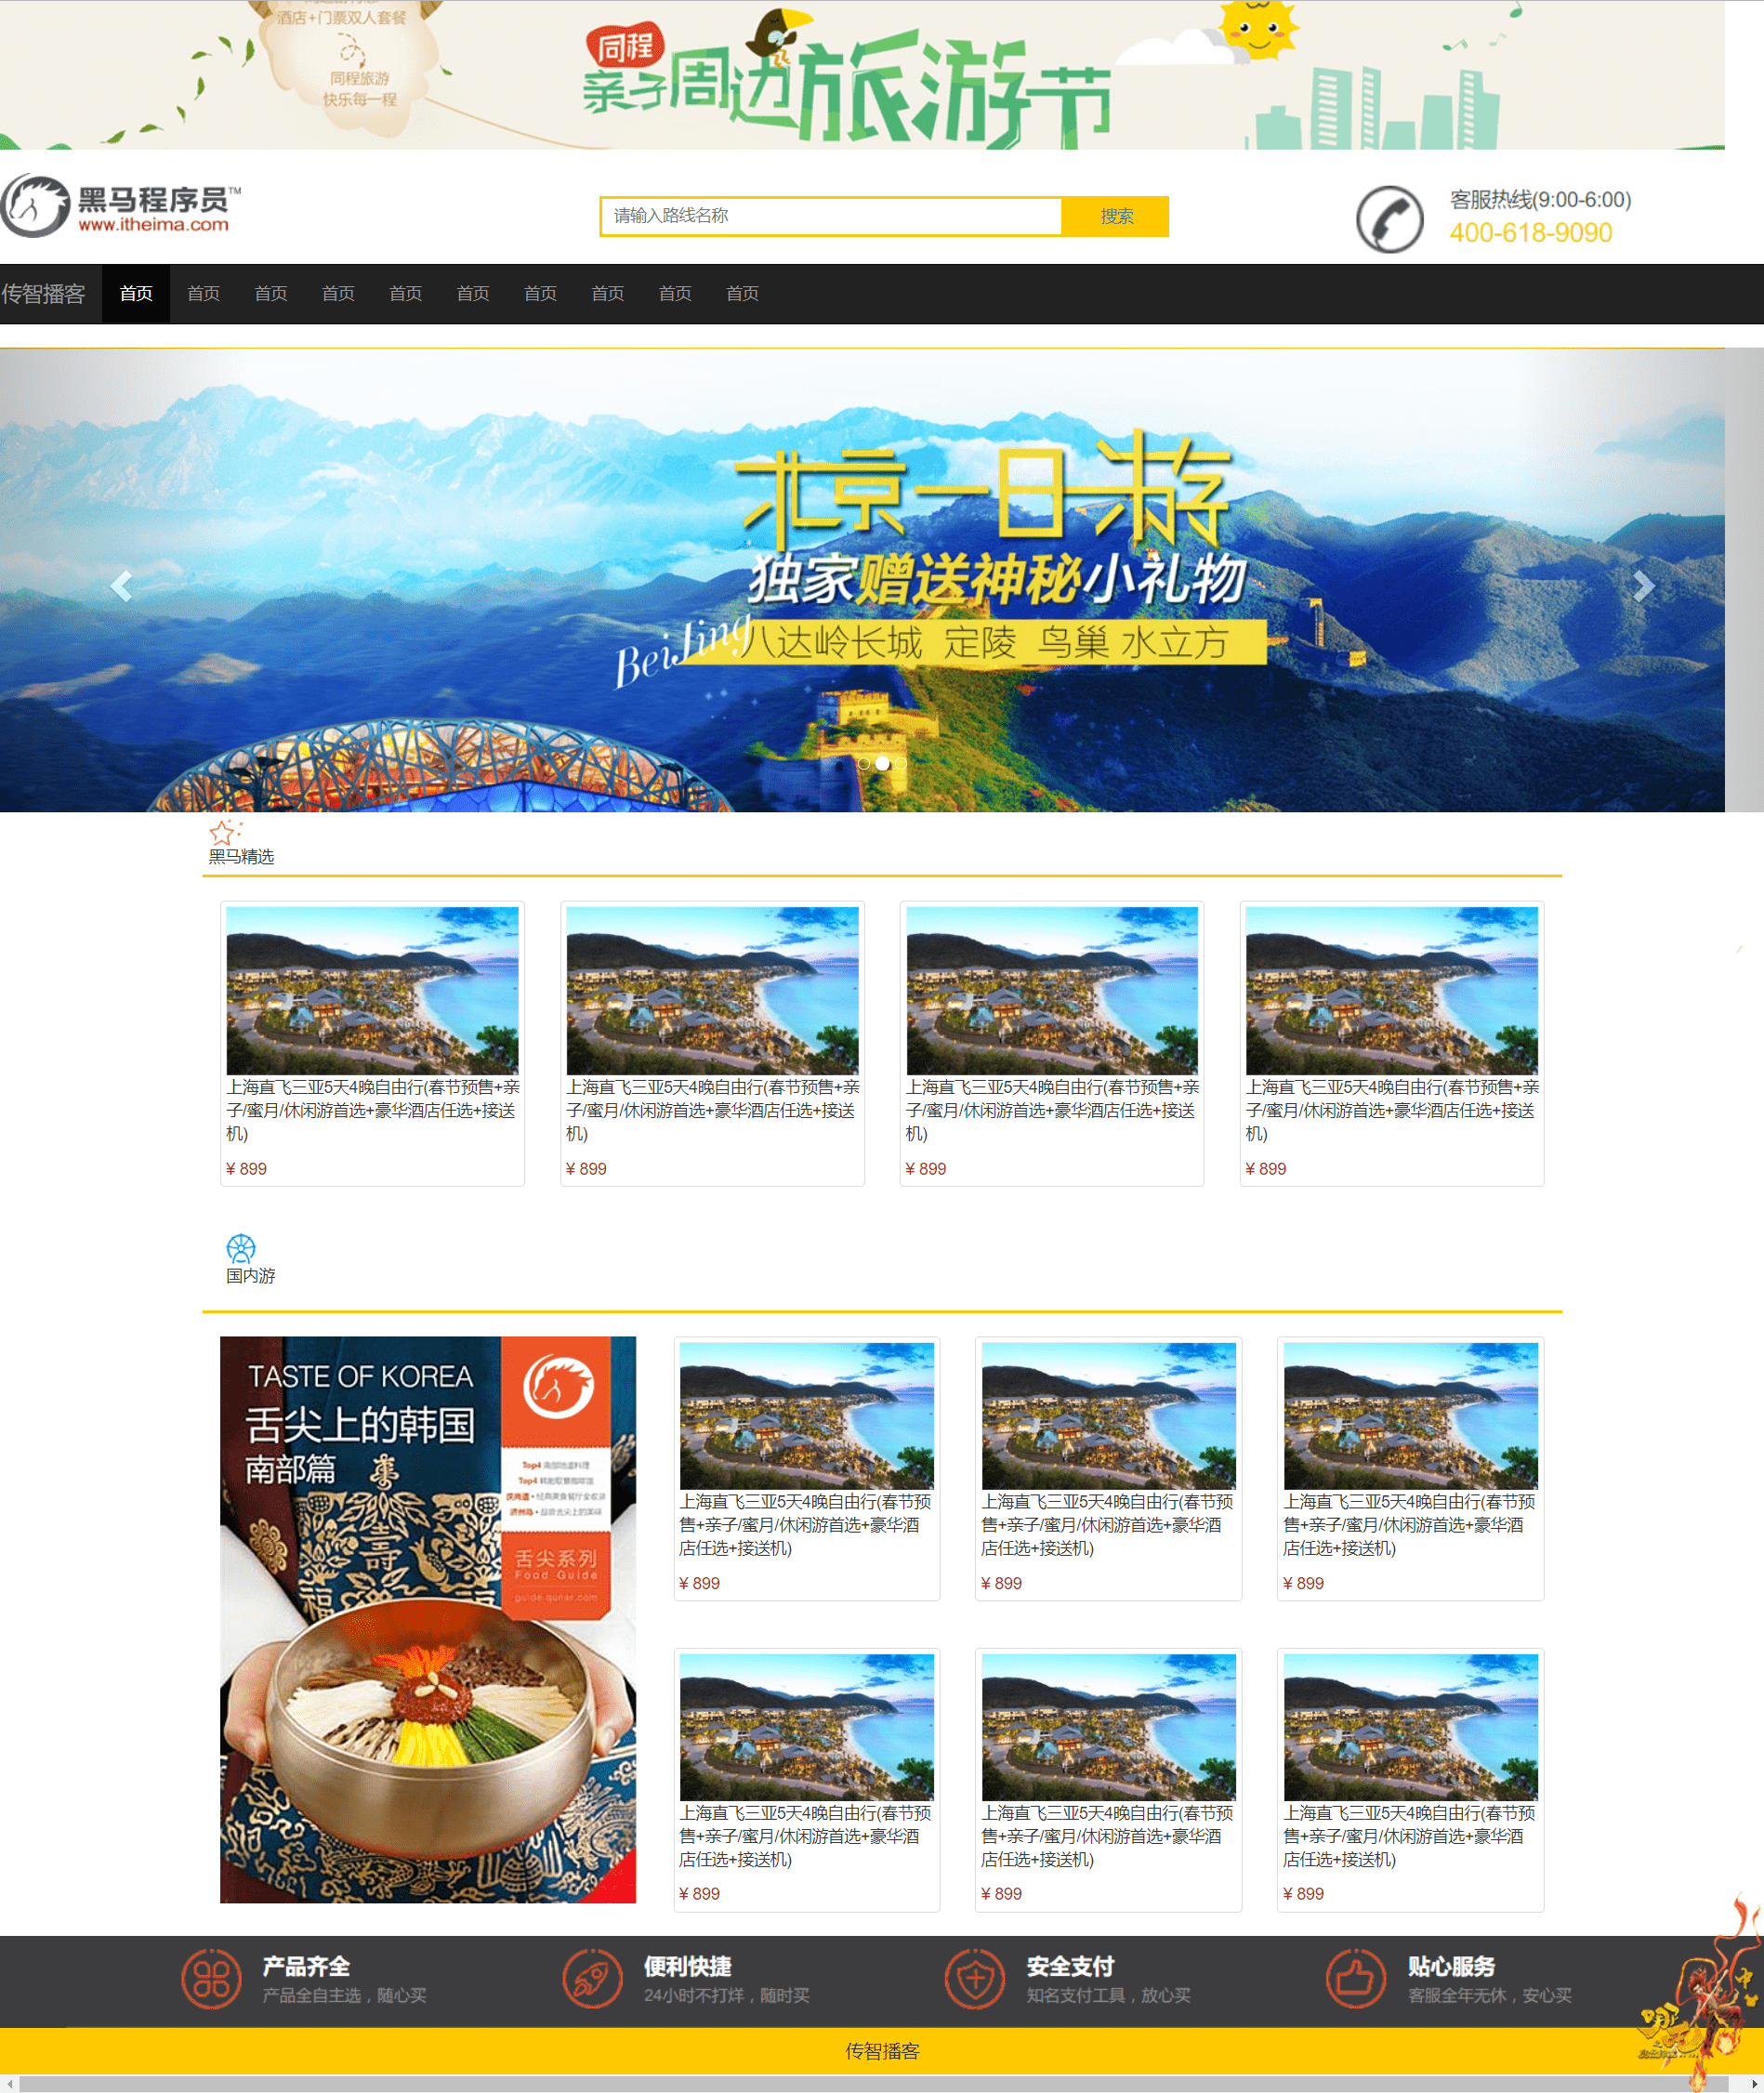 酒店+门票双人套餐
同程旅游
快乐每一程
同程
亲子周边旅游节
黑马程序员™
www.itheima.com
请输入路线名称
搜索
客服热线(9:00-6:00)
400-618-9090
传智播客 首页 首页 首页 首页 首页 首页 首页 首页 首页 首页
北京一日游
独家赠送神秘小礼物
BeiJing
八达岭长城 定陵 鸟巢 水立方
黑马精选
上海直飞三亚5天4晚自由行(春节预售+亲
子/蜜月/休闲游首选+豪华酒店任选+接送
机)
¥ 899
上海直飞三亚5天4晚自由行(春节预售+亲
子/蜜月/休闲游首选+豪华酒店任选+接送
机)
¥ 899
上海直飞三亚5天4晚自由行(春节预售+亲
子/蜜月/休闲游首选+豪华酒店任选+接送
机)
¥ 899
上海直飞三亚5天4晚自由行(春节预售+亲
子/蜜月/休闲游首选+豪华酒店任选+接送
机)
¥ 899
国内游
TASTE OF KOREA
舌尖上的韩国
南部篇
舌尖系列
Food Guide
guide.qunar.com
上海直飞三亚5天4晚自由行(春节预
售+亲子/蜜月/休闲游首选+豪华酒
店任选+接送机)
¥ 899
上海直飞三亚5天4晚自由行(春节预
售+亲子/蜜月/休闲游首选+豪华酒
店任选+接送机)
¥ 899
上海直飞三亚5天4晚自由行(春节预
售+亲子/蜜月/休闲游首选+豪华酒
店任选+接送机)
¥ 899
上海直飞三亚5天4晚自由行(春节预
售+亲子/蜜月/休闲游首选+豪华酒
店任选+接送机)
¥ 899
上海直飞三亚5天4晚自由行(春节预
售+亲子/蜜月/休闲游首选+豪华酒
店任选+接送机)
¥ 899
上海直飞三亚5天4晚自由行(春节预
售+亲子/蜜月/休闲游首选+豪华酒
店任选+接送机)
¥ 899
产品齐全
产品全自主选，随心买
便利快捷
24小时不打烊，随时买
安全支付
知名支付工具，放心买
贴心服务
客服全年无休，安心买
传智播客